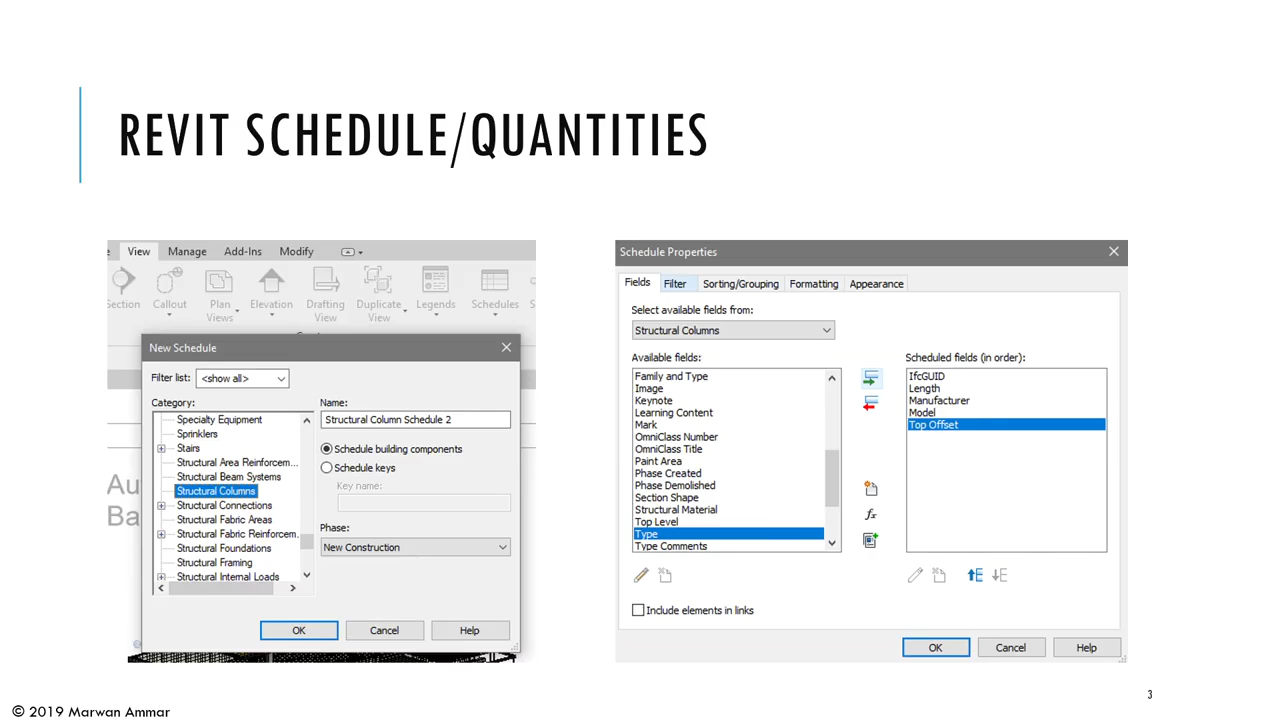 REVIT SCHEDULE/QUANTITIES
View Manage Add-Ins Modify
Section Callout Plan Views Elevation Drafting View Duplicate View Legends Schedules
New Schedule
Filter list: <show all>
Category:
Specialty Equipment
Sprinklers
Stairs
Structural Area Reinforcem...
Structural Beam Systems
Structural Columns
Structural Connections
Structural Fabric Areas
Structural Fabric Reinforcem.
Structural Foundations
Structural Framing
Structural Internal Loads
Name:
Structural Column Schedule 2
Schedule building components
Schedule keys
Key name:
Phase:
New Construction
OK Cancel Help
Au
Ba
Schedule Properties
Fields Filter Sorting/Grouping Formatting Appearance
Select available fields from:
Structural Columns
Available fields:
Family and Type
Image
Keynote
Learning Content
Mark
OmniClass Number
OmniClass Title
Paint Area
Phase Created
Phase Demolished
Section Shape
Structural Material
Top Level
Type
Type Comments
Scheduled fields (in order):
IfcGUID
Length
Manufacturer
Model
Top Offset
fx
Include elements in links
OK Cancel Help
3
© 2019 Marwan Ammar